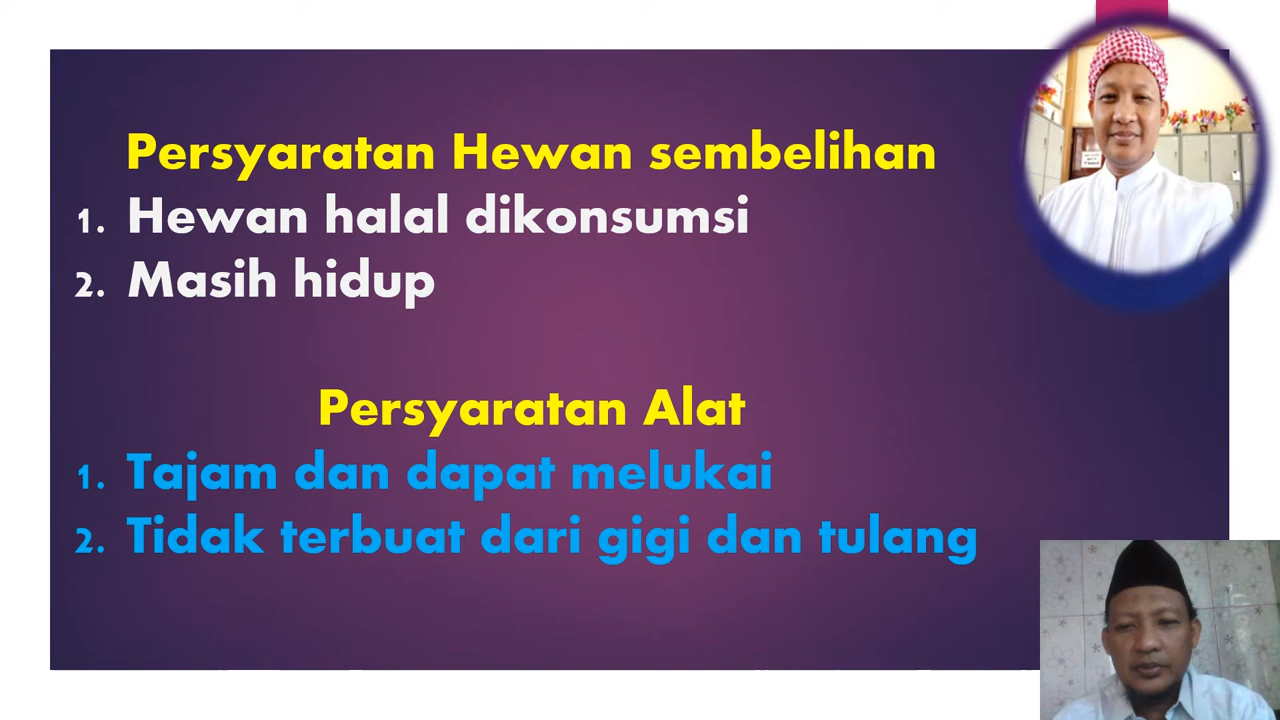 Persyaratan Hewan sembelihan
1. Hewan halal dikonsumsi
2. Masih hidup
Persyaratan Alat
1. Tajam dan dapat melukai
2. Tidak terbuat dari gigi dan tulang